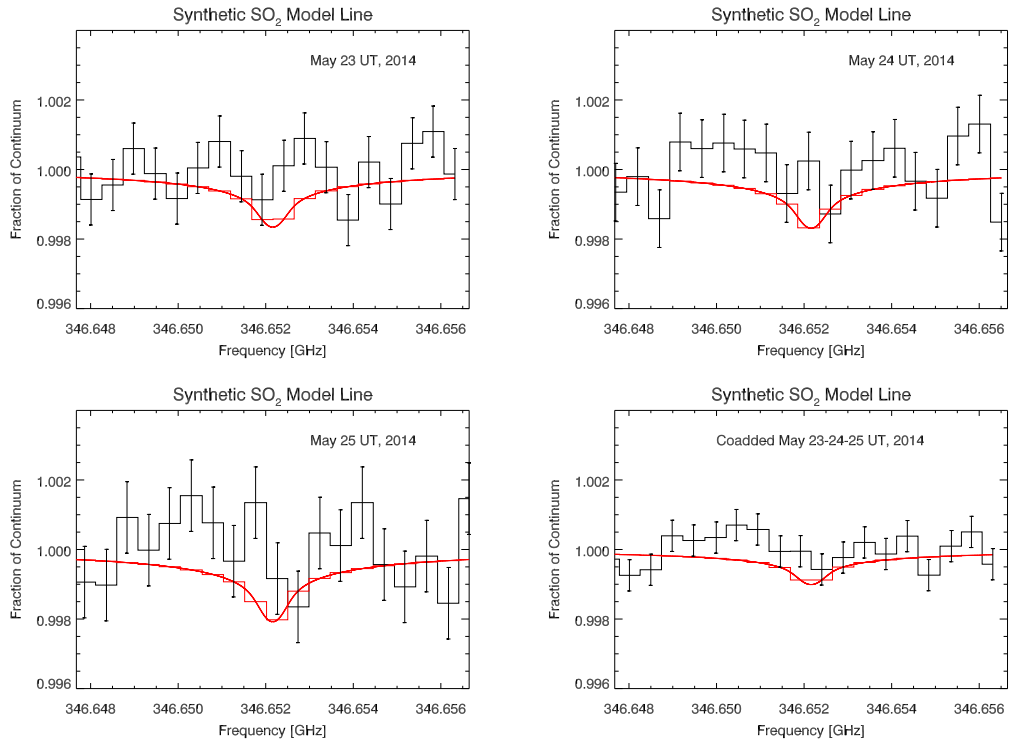 Synthetic SO₂ Model Line
May 23 UT, 2014
Fraction of Continuum
1.002
1.000
0.998
0.996
346.648 346.650 346.652 346.654 346.656
Frequency [GHz]
Synthetic SO₂ Model Line
May 24 UT, 2014
Fraction of Continuum
1.002
1.000
0.998
0.996
346.648 346.650 346.652 346.654 346.656
Frequency [GHz]
Synthetic SO₂ Model Line
May 25 UT, 2014
Fraction of Continuum
1.002
1.000
0.998
0.996
346.648 346.650 346.652 346.654 346.656
Frequency [GHz]
Synthetic SO₂ Model Line
Coadded May 23-24-25 UT, 2014
Fraction of Continuum
1.002
1.000
0.998
0.996
346.648 346.650 346.652 346.654 346.656
Frequency [GHz]